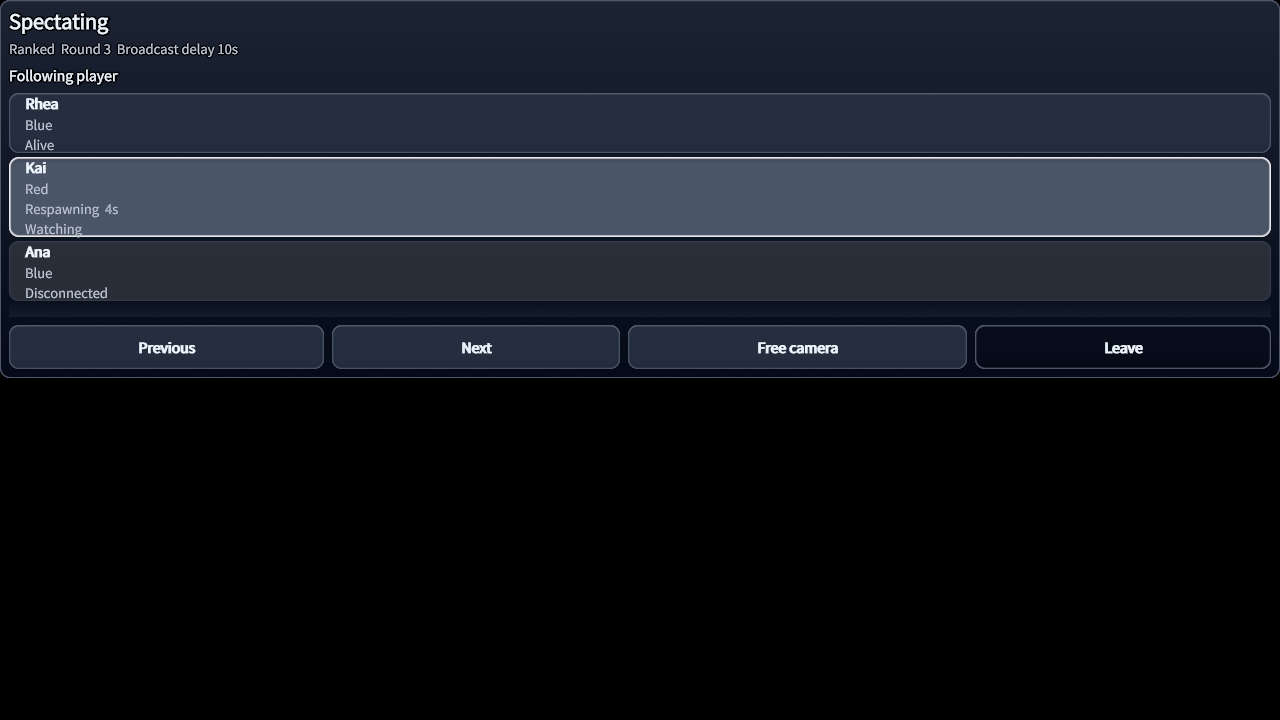 Spectating
Ranked Round 3 Broadcast delay 10s
Following player
Rhea
Blue
Alive
Kai
Red
Respawning 4s
Watching
Ana
Blue
Disconnected
Previous Next Free camera Leave